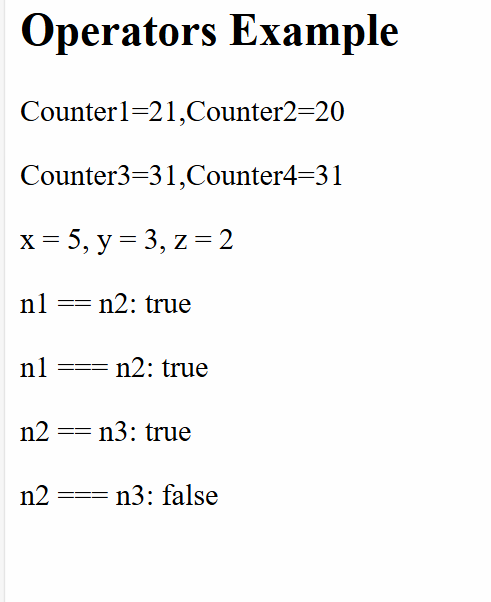 Operators Example
Counter1=21,Counter2=20
Counter3=31,Counter4=31
x = 5, y = 3, z = 2
n1 == n2: true
n1 === n2: true
n2 == n3: true
n2 === n3: false